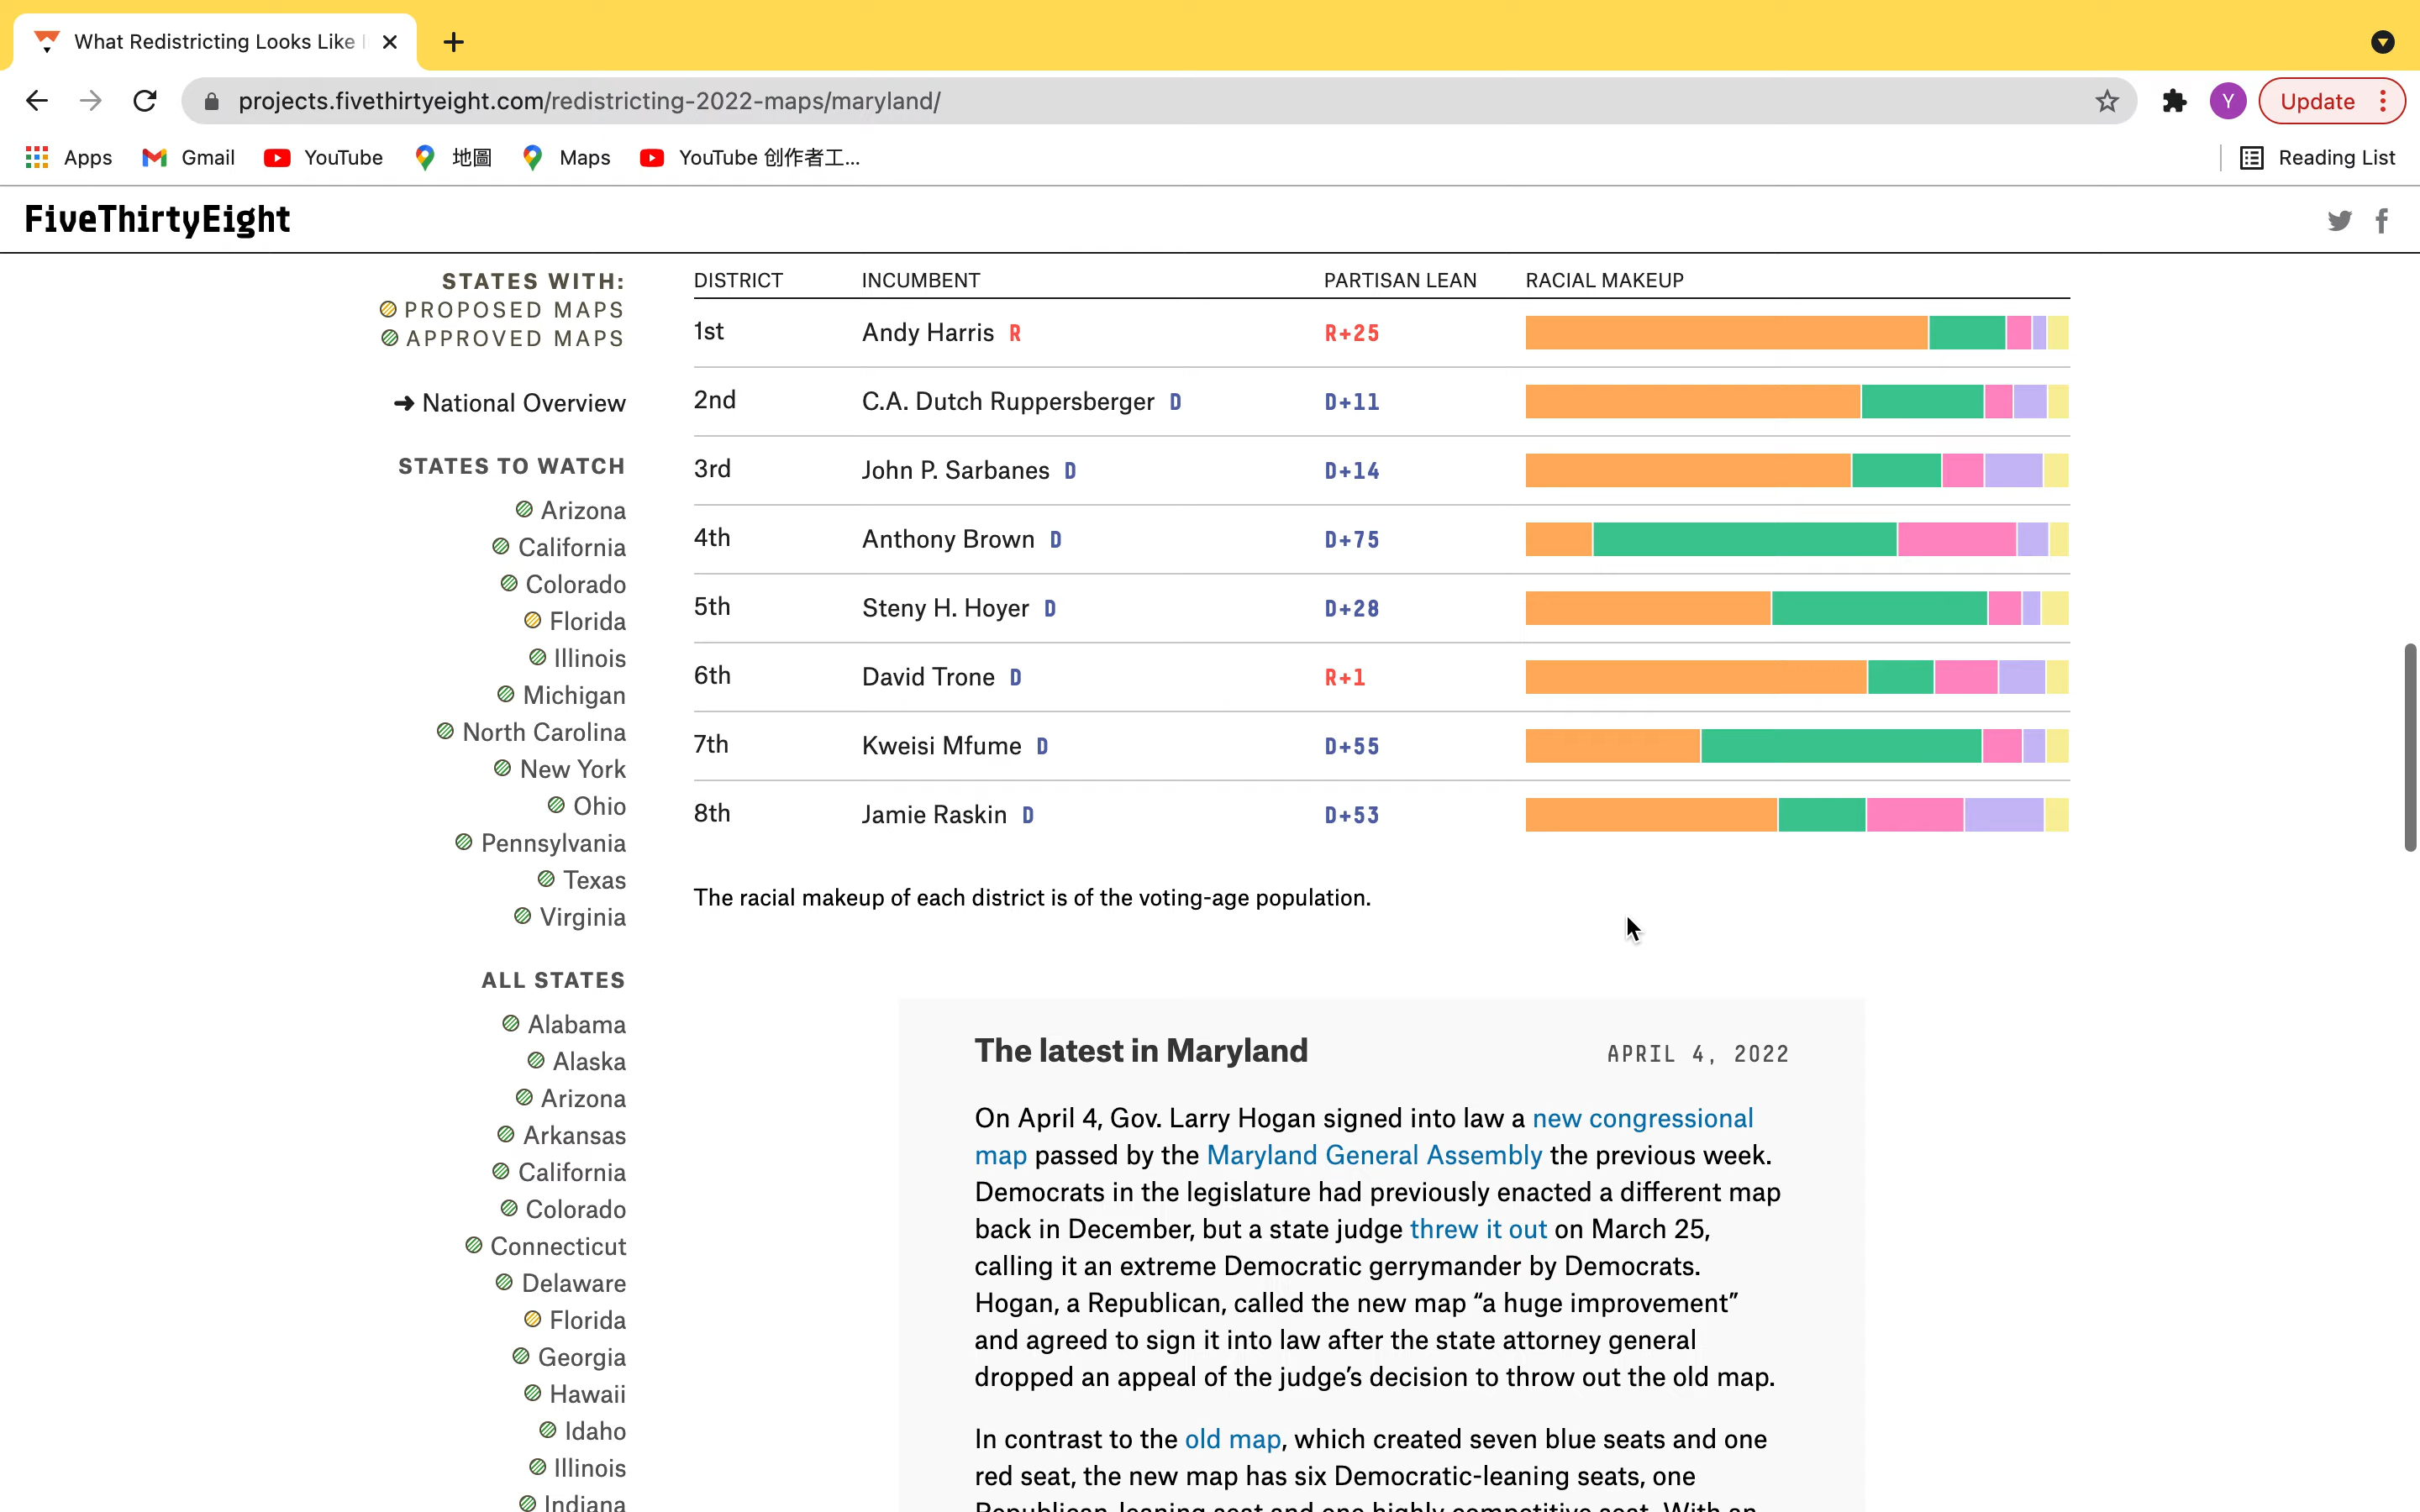 What Redistricting Looks Like
projects.fivethirtyeight.com/redistricting-2022-maps/maryland/
Y
Update
Apps
Gmail
YouTube
地圖
Maps
YouTube 创作者工...
Reading List
FiveThirtyEight
STATES WITH:
PROPOSED MAPS
APPROVED MAPS
➔ National Overview
STATES TO WATCH
Arizona
California
Colorado
Florida
Illinois
Michigan
North Carolina
New York
Ohio
Pennsylvania
Texas
Virginia
ALL STATES
Alabama
Alaska
Arizona
Arkansas
California
Colorado
Connecticut
Delaware
Florida
Georgia
Hawaii
Idaho
Illinois
Indiana
DISTRICT INCUMBENT PARTISAN LEAN RACIAL MAKEUP
1st Andy Harris R R+25
2nd C.A. Dutch Ruppersberger D D+11
3rd John P. Sarbanes D D+14
4th Anthony Brown D D+75
5th Steny H. Hoyer D D+28
6th David Trone D R+1
7th Kweisi Mfume D D+55
8th Jamie Raskin D D+53
The racial makeup of each district is of the voting-age population.
The latest in Maryland APRIL 4, 2022
On April 4, Gov. Larry Hogan signed into law a new congressional
map passed by the Maryland General Assembly the previous week.
Democrats in the legislature had previously enacted a different map
back in December, but a state judge threw it out on March 25,
calling it an extreme Democratic gerrymander by Democrats.
Hogan, a Republican, called the new map “a huge improvement”
and agreed to sign it into law after the state attorney general
dropped an appeal of the judge’s decision to throw out the old map.
In contrast to the old map, which created seven blue seats and one
red seat, the new map has six Democratic-leaning seats, one
Republican-leaning seat and one highly competitive seat. With an